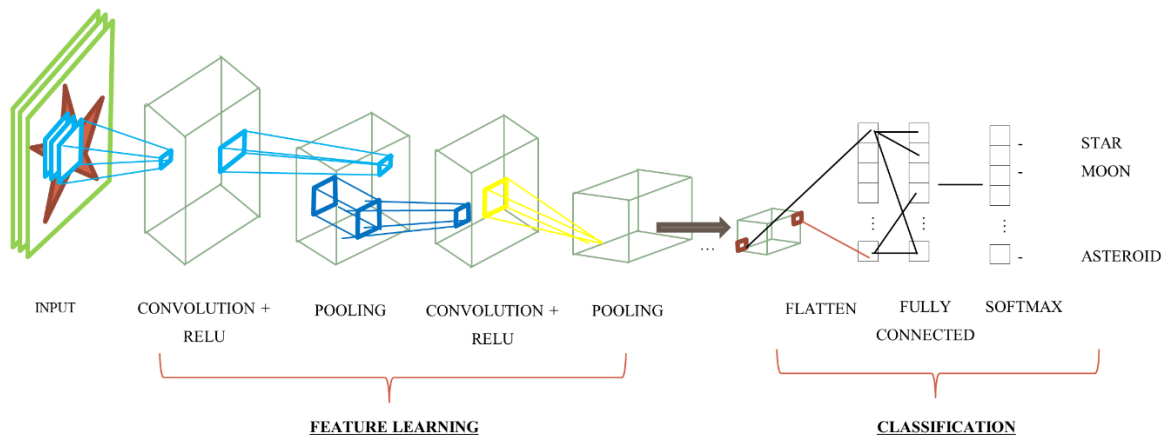 STAR
MOON
ASTEROID
...
INPUT
CONVOLUTION +
RELU
POOLING
CONVOLUTION +
RELU
POOLING
FLATTEN
FULLY
CONNECTED
SOFTMAX
FEATURE LEARNING
CLASSIFICATION